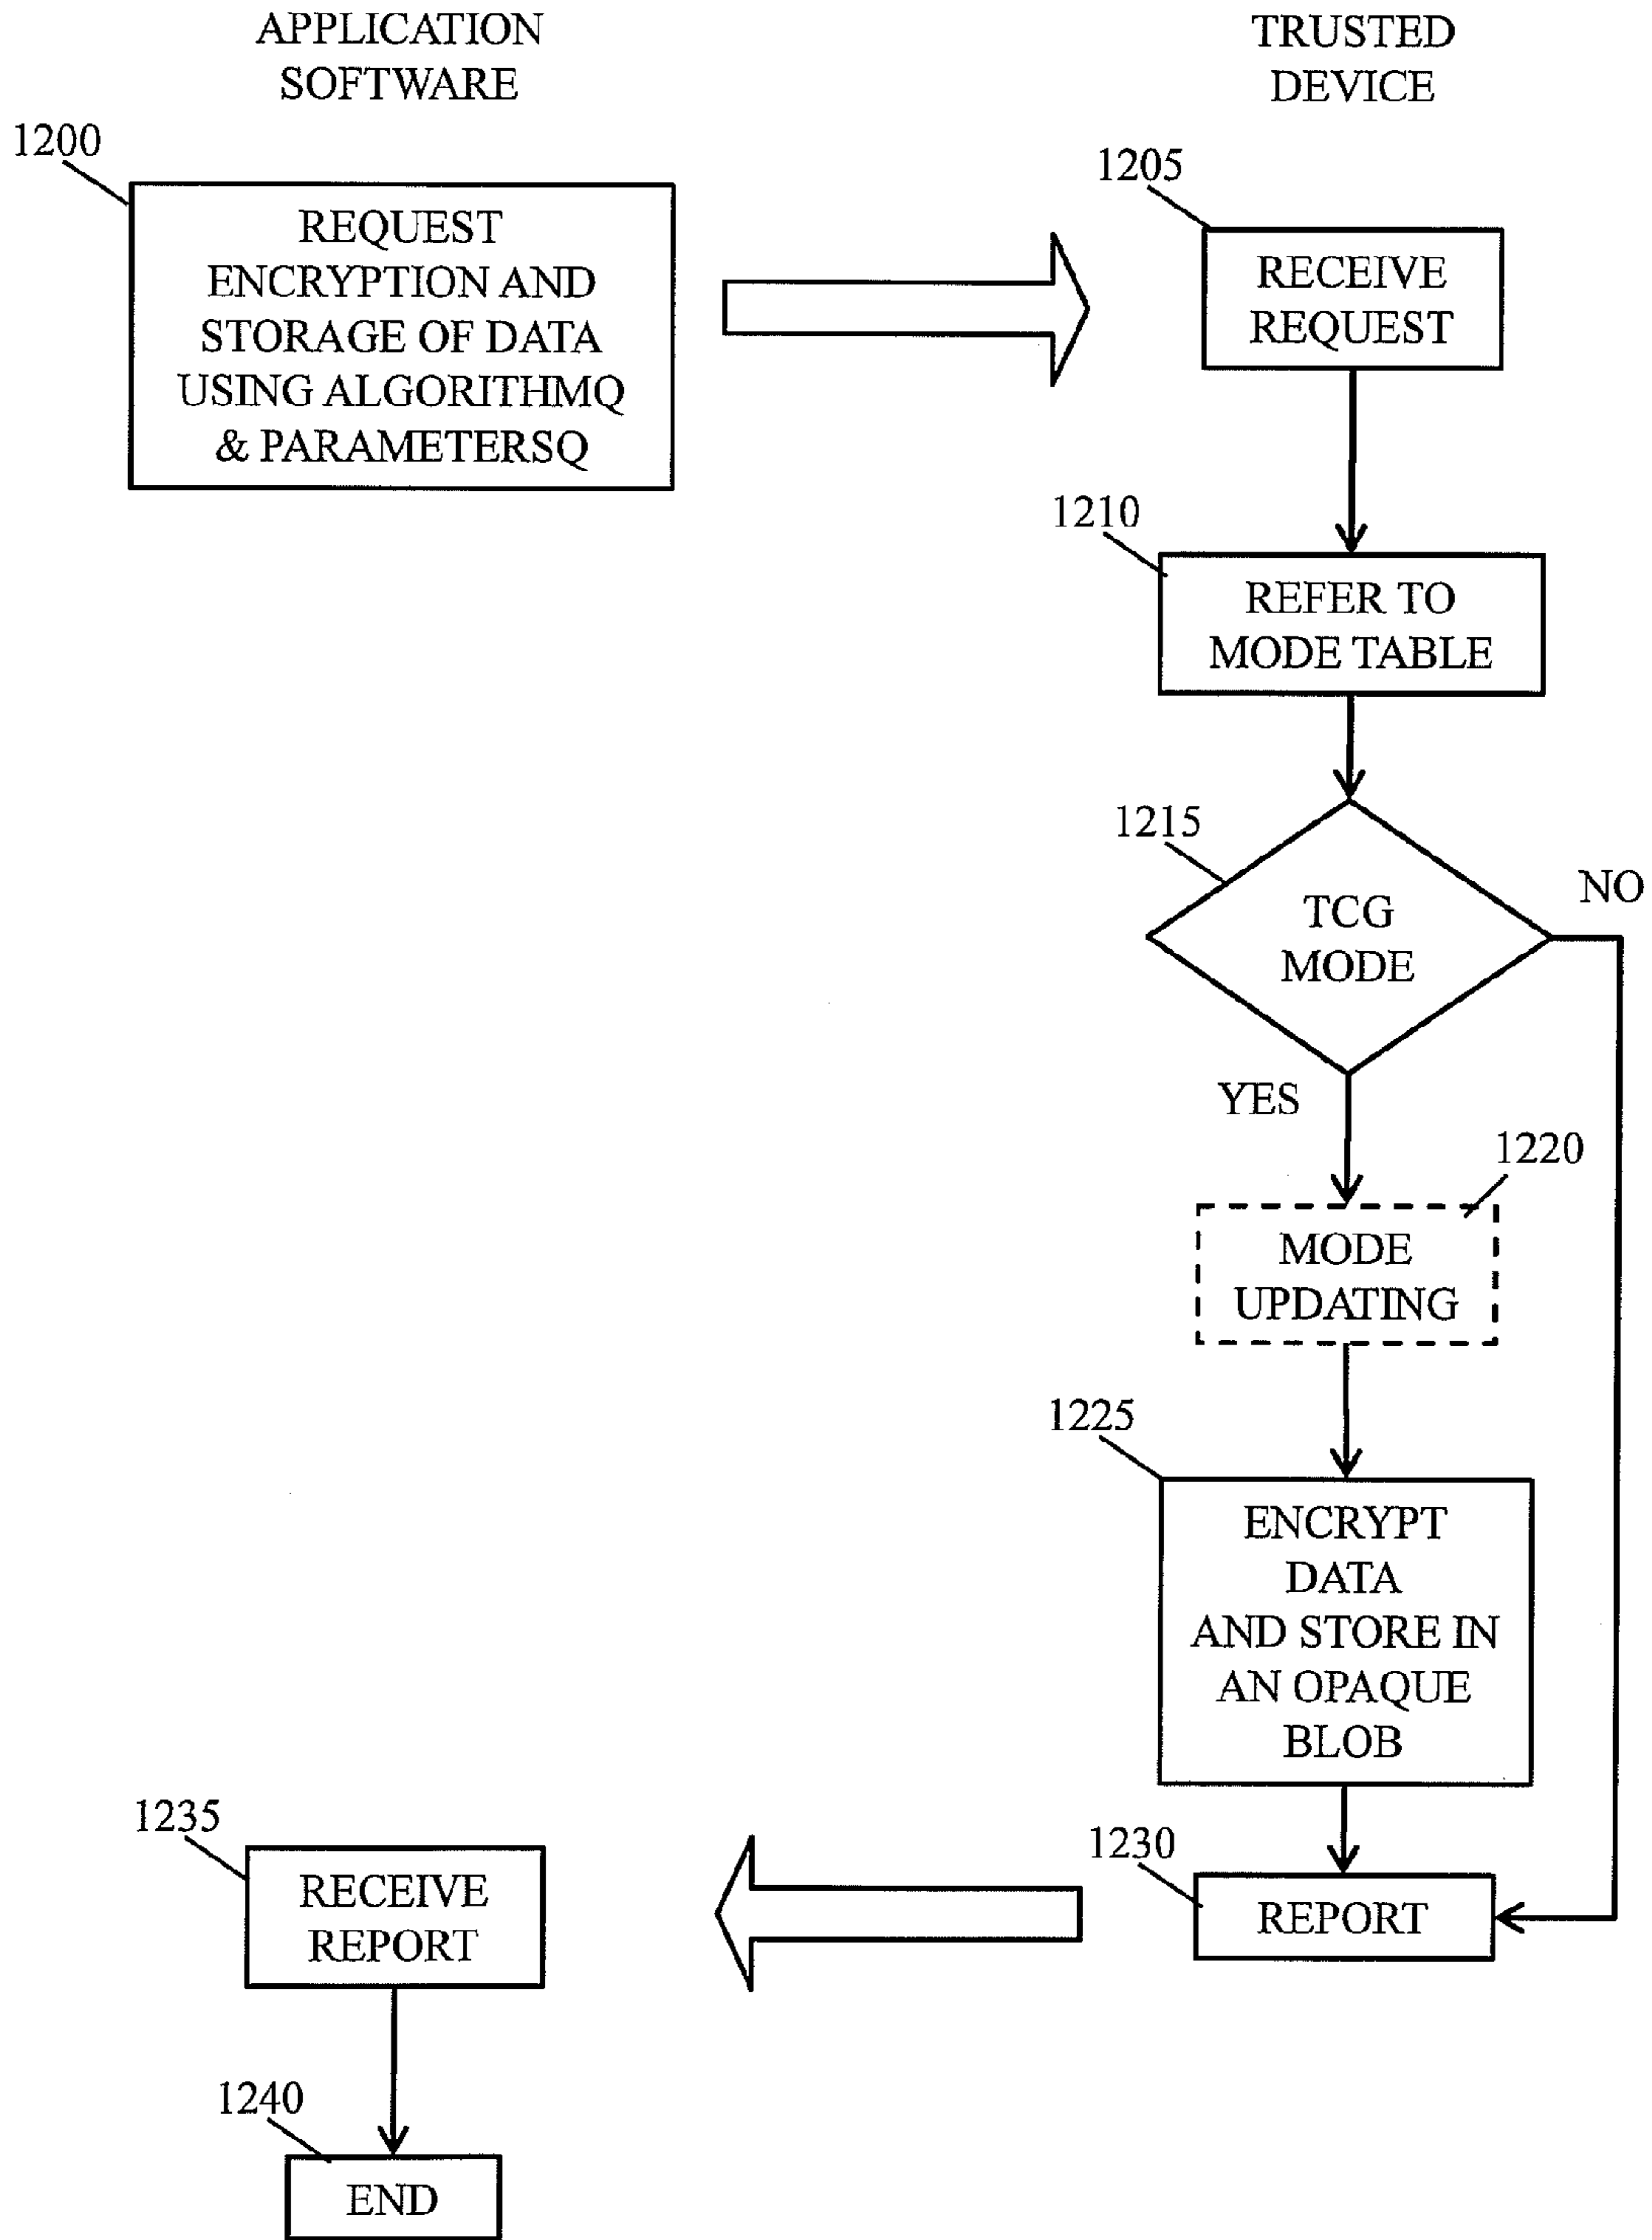 APPLICATION
SOFTWARE
TRUSTED
DEVICE
1200
REQUEST
ENCRYPTION AND
STORAGE OF DATA
USING ALGORITHMQ
& PARAMETERSQ
1205
RECEIVE
REQUEST
1210
REFER TO
MODE TABLE
1215
TCG
MODE
NO
YES
1220
MODE
UPDATING
1225
ENCRYPT
DATA
AND STORE IN
AN OPAQUE
BLOB
1230
REPORT
1235
RECEIVE
REPORT
1240
END